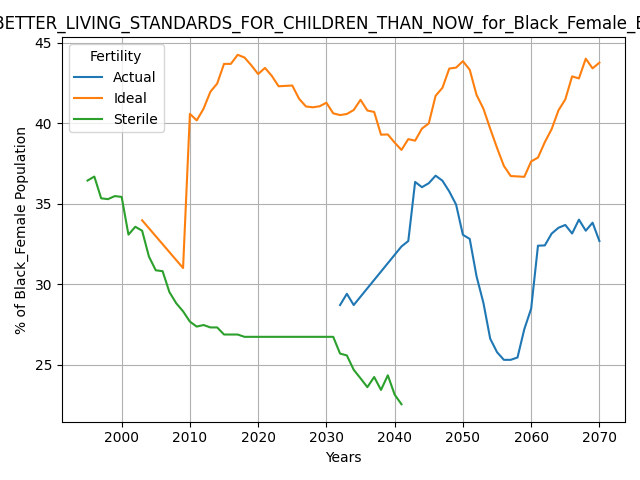 BETTER_LIVING_STANDARDS_FOR_CHILDREN_THAN_NOW_for_Black_Female_
Fertility
Actual
Ideal
Sterile
% of Black_Female Population
45
40
35
30
25
2000 2010 2020 2030 2040 2050 2060 2070
Years